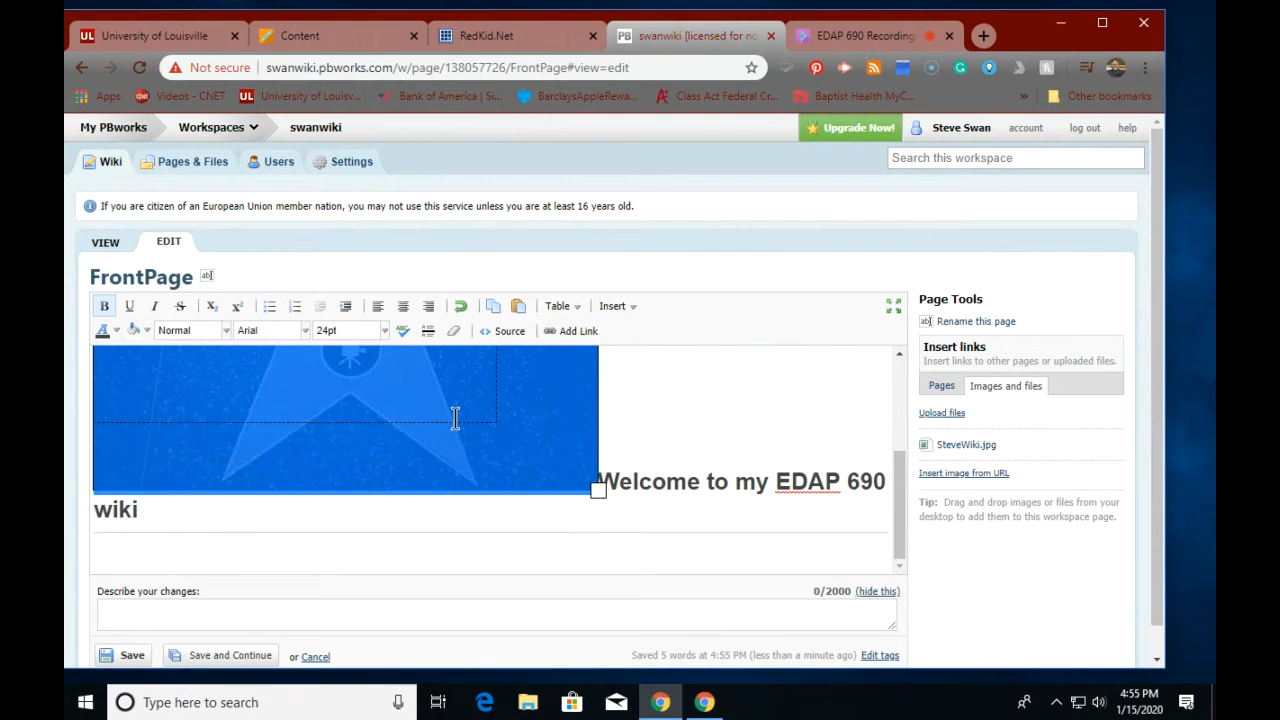 University of Louisville
Content
RedKid.Net
swanwiki [licensed for no
EDAP 690 Recording
Not secure
swanwiki.pbworks.com/w/page/138057726/FrontPage#view=edit
Apps
Videos - CNET
University of Louisv...
Bank of America | Si...
BarclaysAppleRewa...
Class Act Federal Cr...
Baptist Health MyC...
»
Other bookmarks
My PBworks
Workspaces
swanwiki
Upgrade Now!
Steve Swan
account
log out
help
Wiki
Pages & Files
Users
Settings
Search this workspace
If you are citizen of an European Union member nation, you may not use this service unless you are at least 16 years old.
VIEW
EDIT
FrontPage
Table
Insert
Normal
Arial
24pt
Source
Add Link
Page Tools
Rename this page
Insert links
Insert links to other pages or uploaded files.
Pages
Images and files
Upload files
SteveWiki.jpg
Insert image from URL
Tip: Drag and drop images or files from your
desktop to add them to this workspace page.
Welcome to my EDAP 690
wiki
Describe your changes:
0/2000 (hide this)
Save
Save and Continue
or Cancel
Saved 5 words at 4:55 PM (less than a minute ago)
Edit tags
Type here to search
4:55 PM
1/15/2020